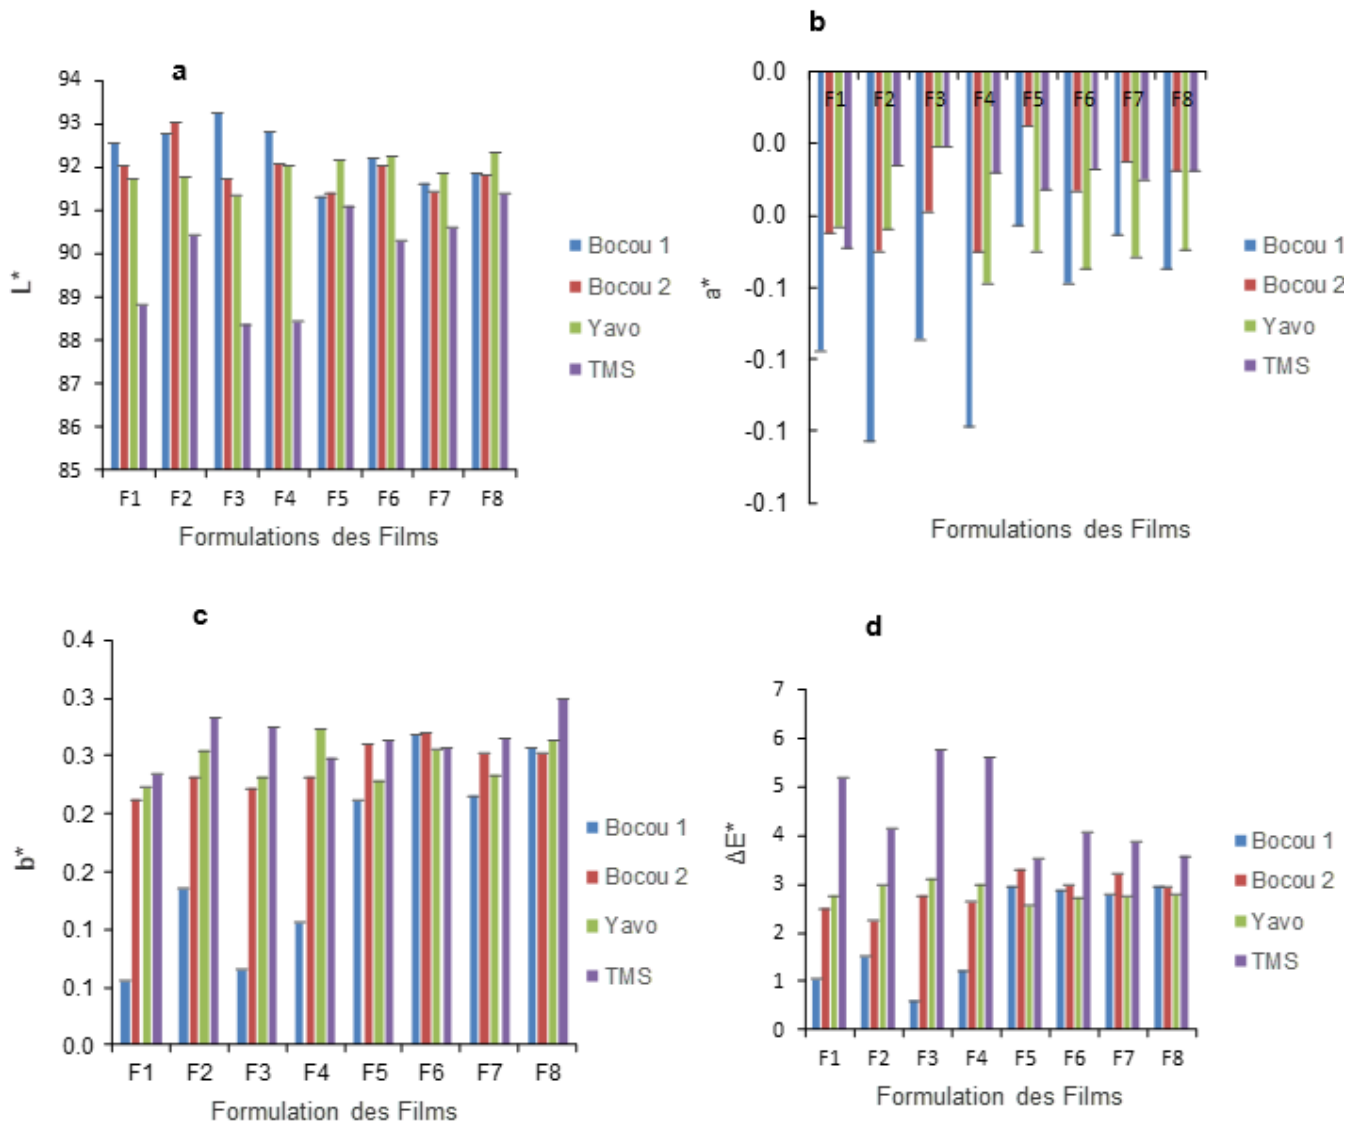 a
94
93
92
91
90
89
88
87
86
85
L*
F1 F2 F3 F4 F5 F6 F7 F8
Formulations des Films
Bocou 1
Bocou 2
Yavo
TMS
b
0.0
0.0
0.0
-0.1
-0.1
-0.1
-0.1
a*
F1 F2 F3 F4 F5 F6 F7 F8
Formulations des Films
Bocou 1
Bocou 2
Yavo
TMS
c
0.4
0.3
0.3
0.2
0.2
0.1
0.1
0.0
b*
F1 F2 F3 F4 F5 F6 F7 F8
Formulation des Films
Bocou 1
Bocou 2
Yavo
TMS
d
7
6
5
4
3
2
1
0
ΔE*
F1 F2 F3 F4 F5 F6 F7 F8
Formulation des Films
Bocou 1
Bocou 2
Yavo
TMS